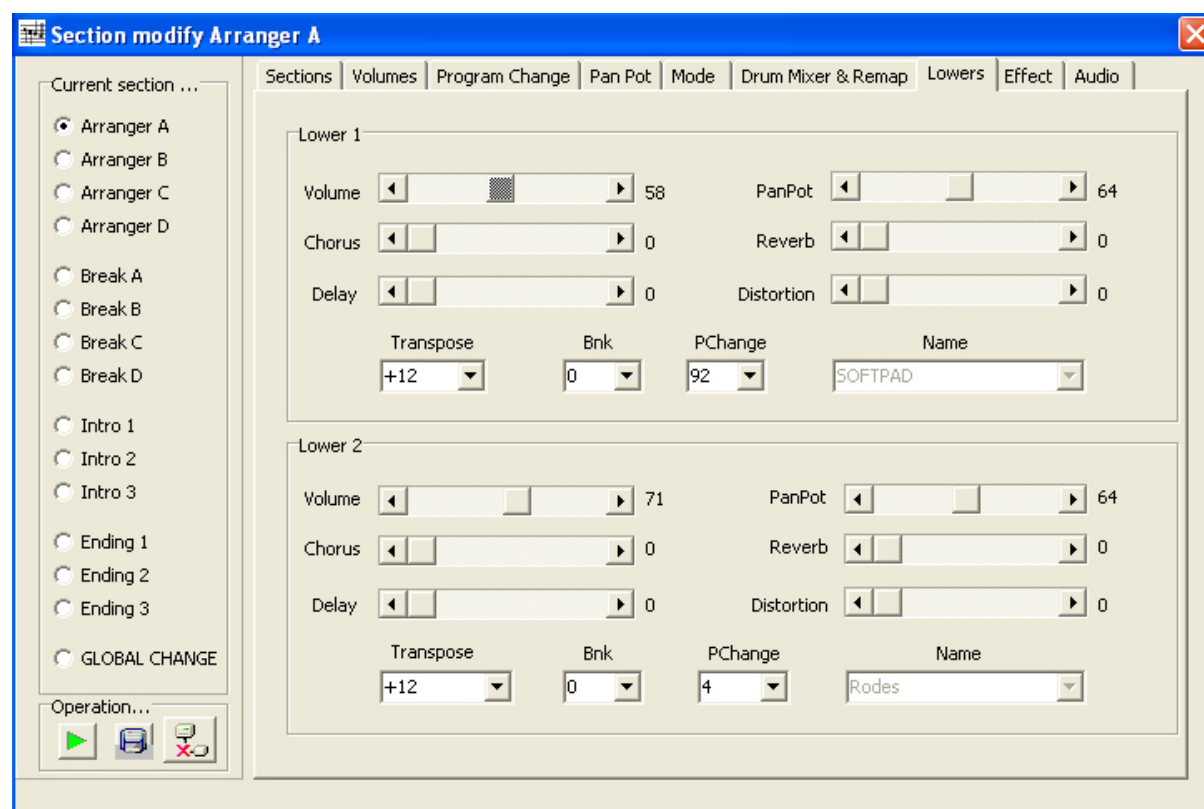 Section modify Arranger A
Current section ...
Arranger A
Arranger B
Arranger C
Arranger D
Break A
Break B
Break C
Break D
Intro 1
Intro 2
Intro 3
Ending 1
Ending 2
Ending 3
GLOBAL CHANGE
Operation...
Sections Volumes Program Change Pan Pot Mode Drum Mixer & Remap Lowers Effect Audio
Lower 1
Volume 58 PanPot 64
Chorus 0 Reverb 0
Delay 0 Distortion 0
Transpose Bnk PChange Name
+12 0 92 SOFTPAD
Lower 2
Volume 71 PanPot 64
Chorus 0 Reverb 0
Delay 0 Distortion 0
Transpose Bnk PChange Name
+12 0 4 Rodes